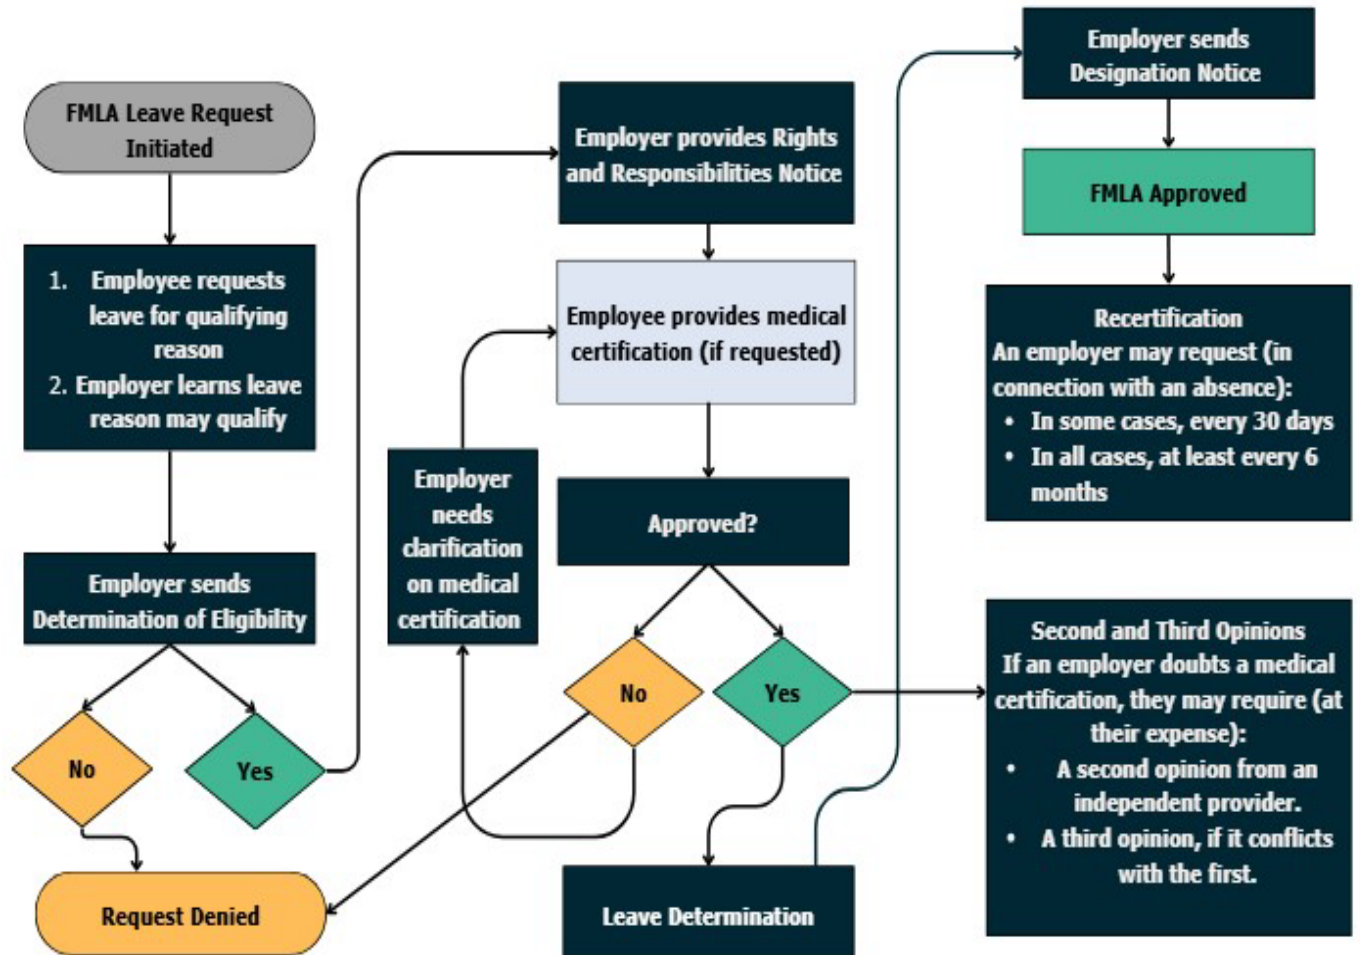 FMLA Leave Request
Initiated
1. Employee requests
leave for qualifying
reason
2. Employer learns leave
reason may qualify
Employer sends
Determination of Eligibility
No
Yes
Request Denied
Employer provides Rights
and Responsibilities Notice
Employee provides medical
certification (if requested)
Employer
needs
clarification
on medical
certification
Approved?
No
Yes
Leave Determination
Employer sends
Designation Notice
FMLA Approved
Recertification
An employer may request (in
connection with an absence):
• In some cases, every 30 days
• In all cases, at least every 6
months
Second and Third Opinions
If an employer doubts a medical
certification, they may require (at
their expense):
• A second opinion from an
independent provider.
• A third opinion, if it conflicts
with the first.